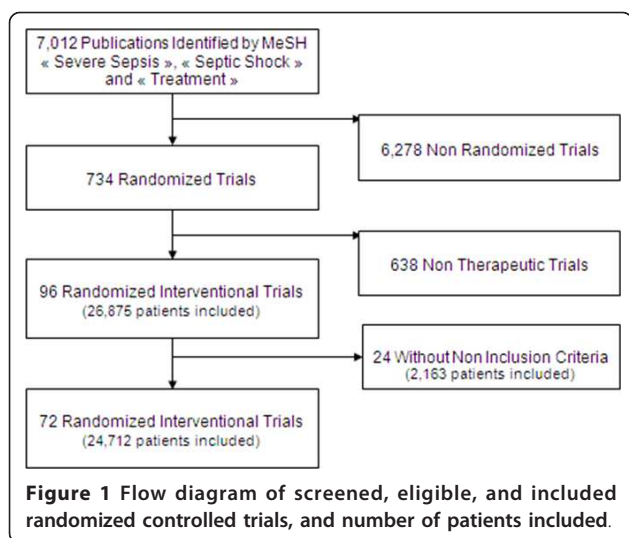 7,012 Publications Identified by MeSH
« Severe Sepsis », « Septic Shock »
and « Treatment »
6,278 Non Randomized Trials
734 Randomized Trials
638 Non Therapeutic Trials
96 Randomized Interventional Trials
(26,875 patients included)
24 Without Non Inclusion Criteria
(2,163 patients included)
72 Randomized Interventional Trials
(24,712 patients included)
Figure 1 Flow diagram of screened, eligible, and included
randomized controlled trials, and number of patients included.